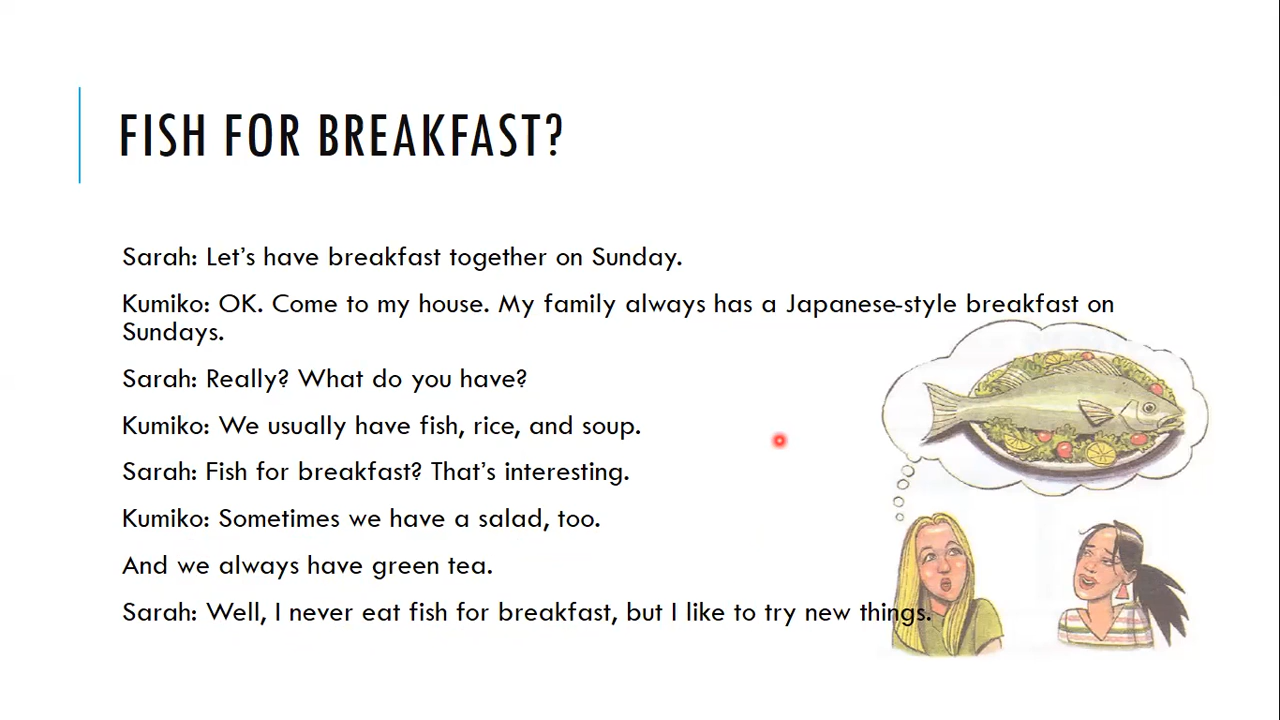 FISH FOR BREAKFAST?
Sarah: Let's have breakfast together on Sunday.
Kumiko: OK. Come to my house. My family always has a Japanese-style breakfast on
Sundays.
Sarah: Really? What do you have?
Kumiko: We usually have fish, rice, and soup.
Sarah: Fish for breakfast? That's interesting.
Kumiko: Sometimes we have a salad, too.
And we always have green tea.
Sarah: Well, I never eat fish for breakfast, but I like to try new things.